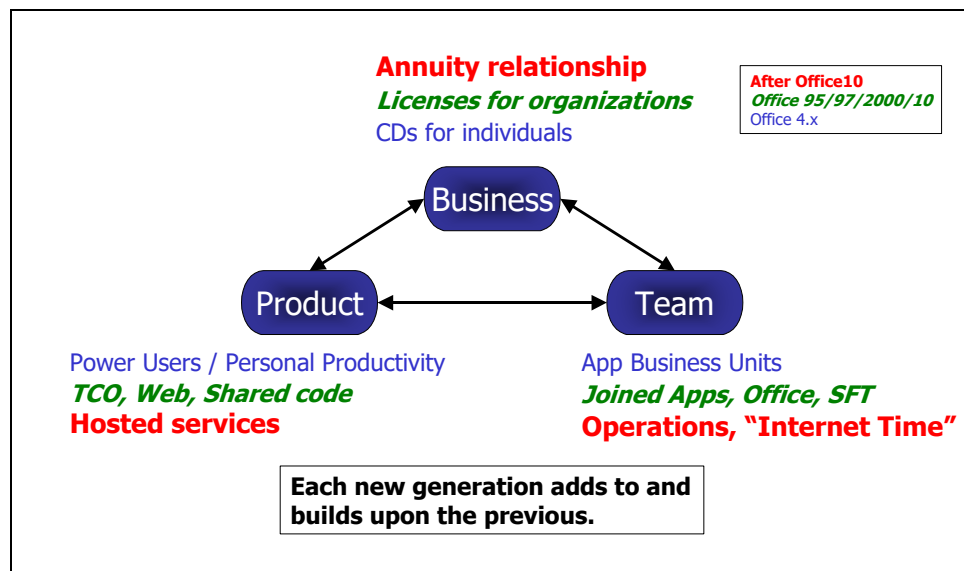 Annuity relationship
Licenses for organizations
CDs for individuals
After Office10
Office 95/97/2000/10
Office 4.x
Business
Product
Team
Power Users / Personal Productivity
TCO, Web, Shared code
Hosted services
App Business Units
Joined Apps, Office, SFT
Operations, “Internet Time”
Each new generation adds to and
builds upon the previous.